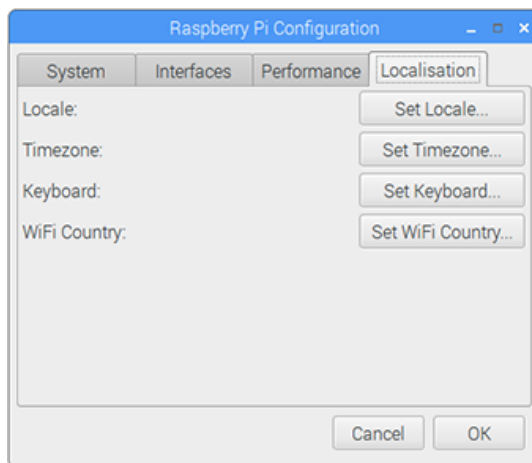 Raspberry Pi Configuration
System Interfaces Performance Localisation
Locale: Set Locale...
Timezone: Set Timezone...
Keyboard: Set Keyboard...
WiFi Country: Set WiFi Country...
Cancel OK